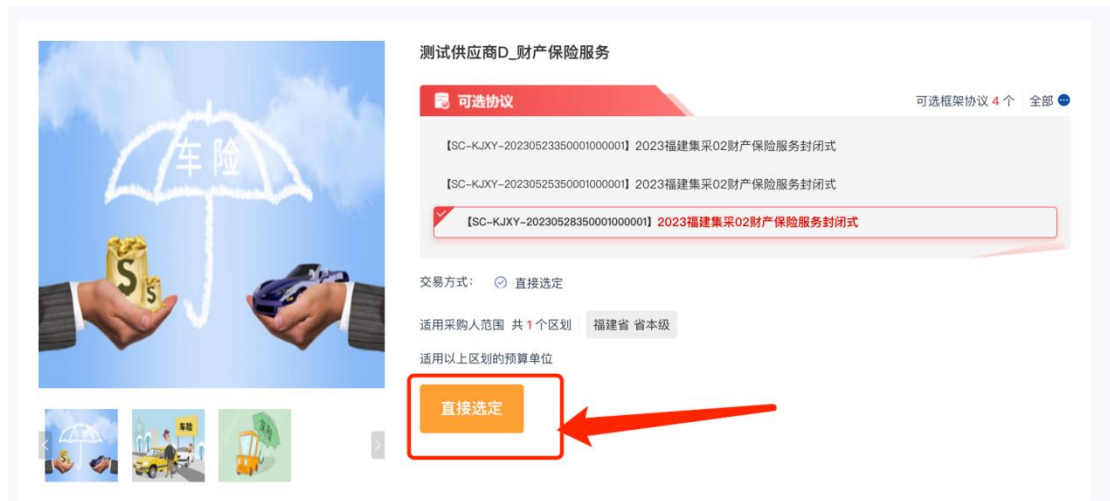 测试供应商D_财产保险服务
可选协议
可选框架协议 4 个 全部
【SC-KJXY-20230523350001000001】2023福建集采02财产保险服务封闭式
【SC-KJXY-20230525350001000001】2023福建集采02财产保险服务封闭式
【SC-KJXY-20230528350001000001】2023福建集采02财产保险服务封闭式
交易方式： 直接选定
适用采购人范围 共 1 个区划 福建省 省本级
适用以上区划的预算单位
直接选定
车险
$
$
车险